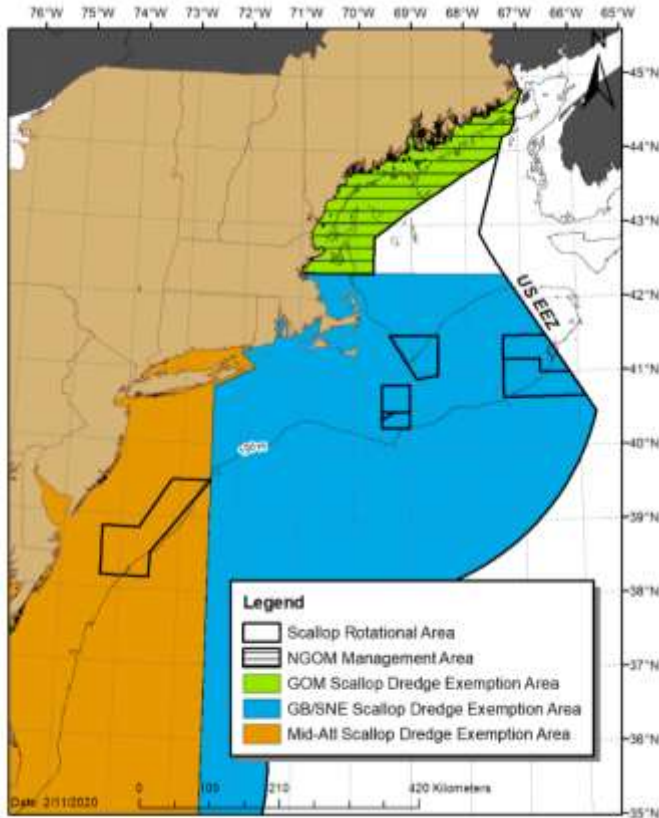 76°W 75°W 74°W 73°W 72°W 71°W 70°W 69°W 68°W 67°W 66°W 65°W
N
45°N
44°N
43°N
42°N
US EEZ
41°N
40°N
39°N
38°N
Legend
Scallop Rotational Area
NGOM Management Area
37°N
GOM Scallop Dredge Exemption Area
GB/SNE Scallop Dredge Exemption Area
36°N
Mid-Atl Scallop Dredge Exemption Area
0 105 210 420 Kilometers
Date: 2/11/2020
35°N